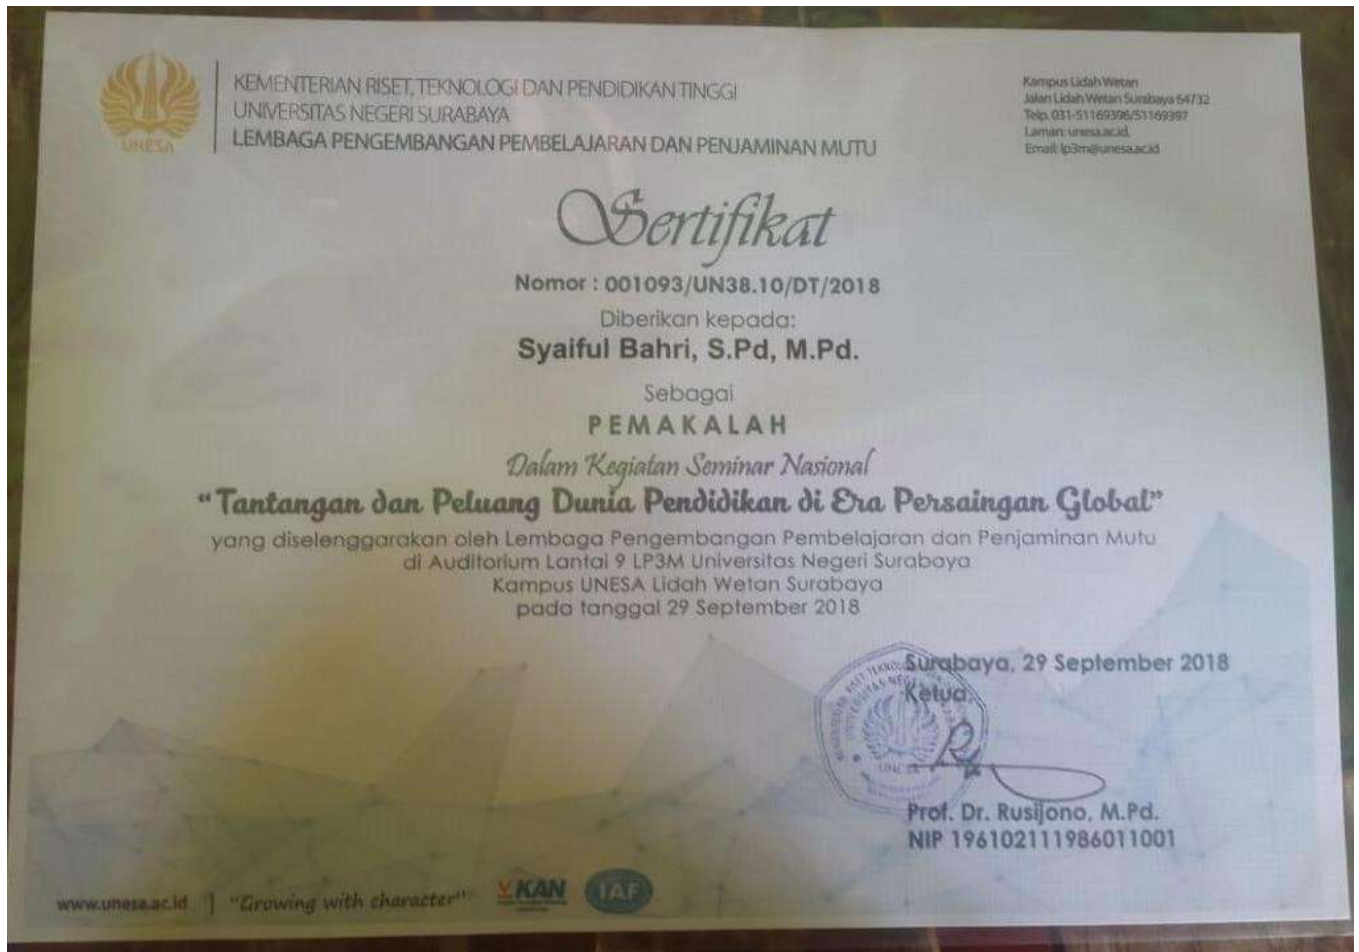 UNESA
KEMENTERIAN RISET, TEKNOLOGI DAN PENDIDIKAN TINGGI
UNIVERSITAS NEGERI SURABAYA
LEMBAGA PENGEMBANGAN PEMBELAJARAN DAN PENJAMINAN MUTU
Kampus Lidah Wetan
Jalan Lidah Wetan Surabaya 64732
Telp. 031-51169396/51169397
Laman: unesa.ac.id.
Email: lp3m@unesa.ac.id
Sertifikat
Nomor : 001093/UN38.10/DT/2018
Diberikan kepada:
Syaiful Bahri, S.Pd, M.Pd.
Sebagai
PEMAKALAH
Dalam Kegiatan Seminar Nasional
“Tantangan dan Peluang Dunia Pendidikan di Era Persaingan Global”
yang diselenggarakan oleh Lembaga Pengembangan Pembelajaran dan Penjaminan Mutu
di Auditorium Lantai 9 LP3M Universitas Negeri Surabaya
Kampus UNESA Lidah Wetan Surabaya
pada tanggal 29 September 2018
Surabaya, 29 September 2018
Ketua
UNESA
Prof. Dr. Rusijono, M.Pd.
NIP 196102111986011001
www.unesa.ac.id | "Growing with character"
KAN
IAF